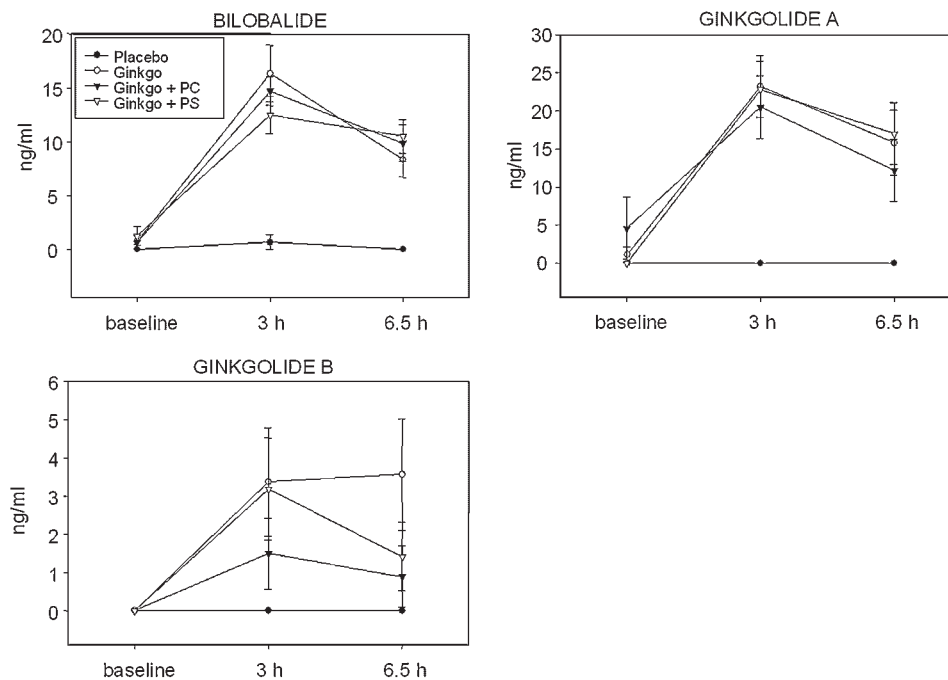 BILOBALIDE
20
15
10
5
0
ng/ml
Placebo
Ginkgo
Ginkgo + PC
Ginkgo + PS
baseline 3 h 6.5 h
GINKGOLIDE A
30
25
20
15
10
5
0
ng/ml
baseline 3 h 6.5 h
GINKGOLIDE B
6
5
4
3
2
1
0
ng/ml
baseline 3 h 6.5 h